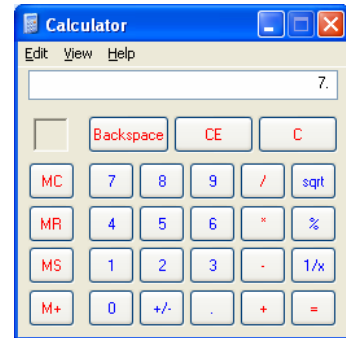 Calculator
Edit View Help
7.
Backspace CE C
MC 7 8 9 / sqrt
MR 4 5 6 * %
MS 1 2 3 - 1/x
M+ 0 +/- . + =